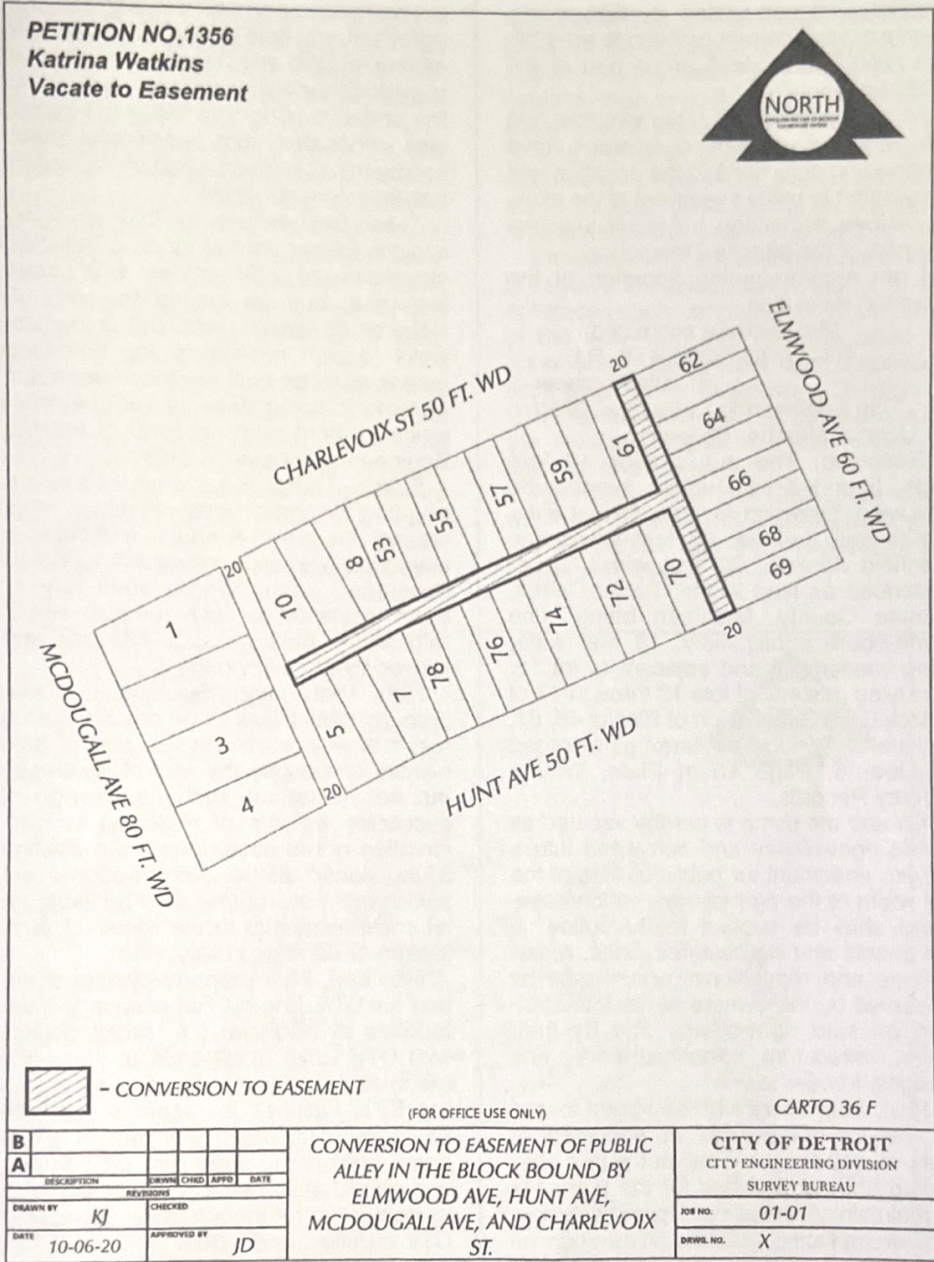 PETITION NO.1356
Katrina Watkins
Vacate to Easement
NORTH
CHARLEVOIX ST 50 FT. WD
ELMWOOD AVE 60 FT. WD
MCDOUGALL AVE 80 FT. WD
HUNT AVE 50 FT. WD
20
62
64
66
68
69
61
59
57
55
53
8
10
20
1
3
4
20
5
7
78
76
74
72
70
20
- CONVERSION TO EASEMENT
(FOR OFFICE USE ONLY)
CARTO 36 F
B
A
DESCRIPTION DRWN CHKD APPD DATE
REVISIONS
DRAWN BY KJ
CHECKED
DATE 10-06-20
APPROVED BY JD
CONVERSION TO EASEMENT OF PUBLIC
ALLEY IN THE BLOCK BOUND BY
ELMWOOD AVE, HUNT AVE,
MCDOUGALL AVE, AND CHARLEVOIX
ST.
CITY OF DETROIT
CITY ENGINEERING DIVISION
SURVEY BUREAU
JOB NO. 01-01
DRWG. NO. X